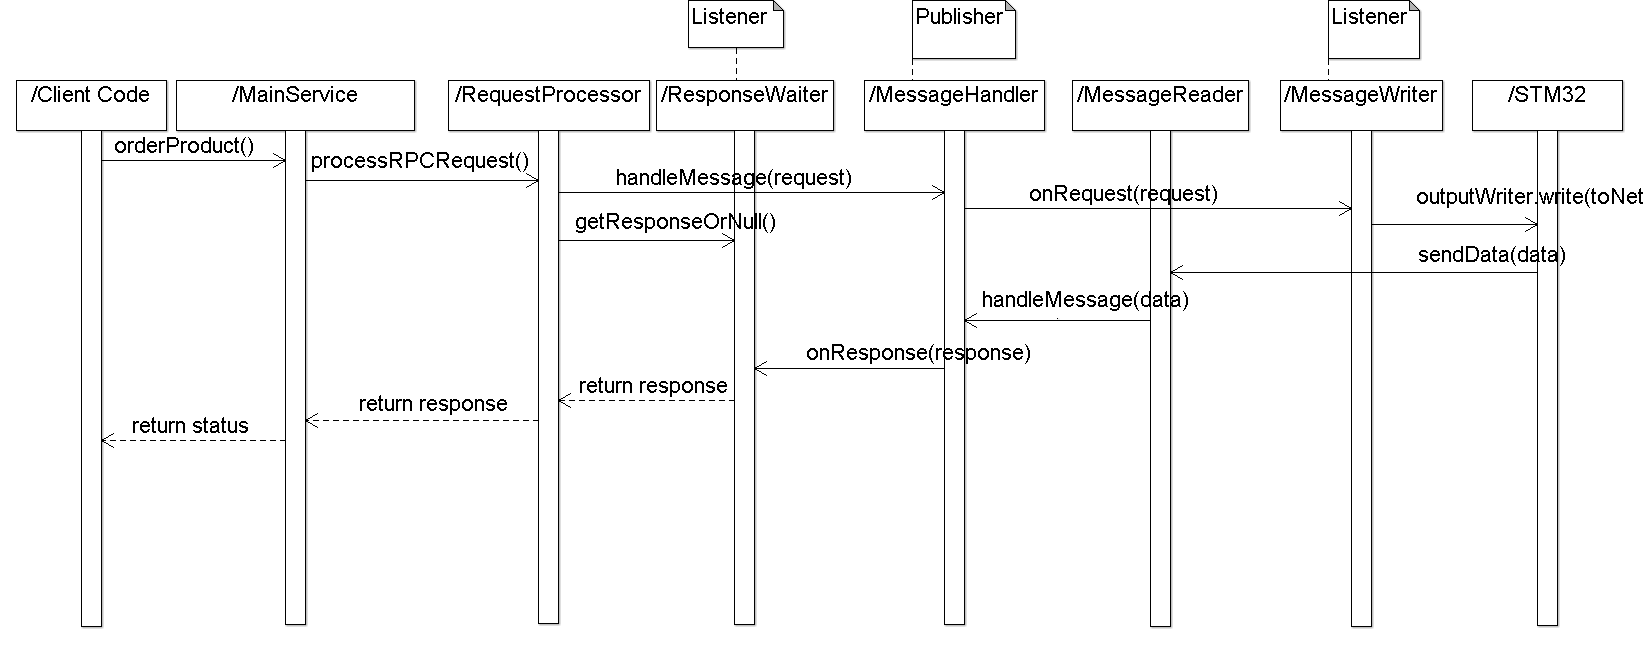 Listener
Publisher
Listener
/Client Code
/MainService
/RequestProcessor
/ResponseWaiter
/MessageHandler
/MessageReader
/MessageWriter
/STM32
orderProduct()
processRPCRequest()
handleMessage(request)
onRequest(request)
outputWriter.write(toNet
getResponseOrNull()
sendData(data)
handleMessage(data)
onResponse(response)
return response
return response
return status